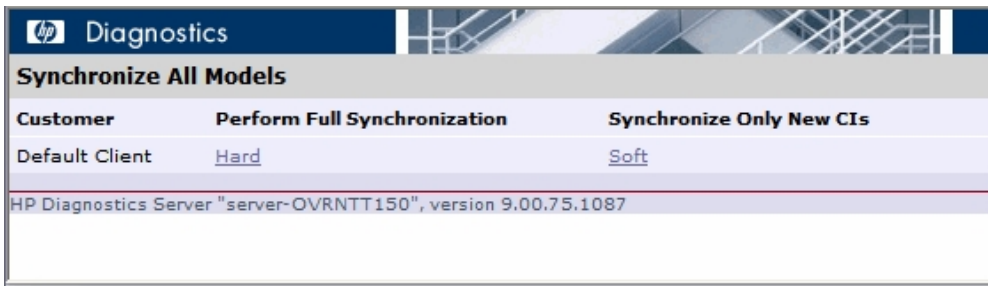 hp Diagnostics
Synchronize All Models
Customer Perform Full Synchronization Synchronize Only New CIs
Default Client Hard Soft
HP Diagnostics Server "server-OVRNTT150", version 9.00.75.1087